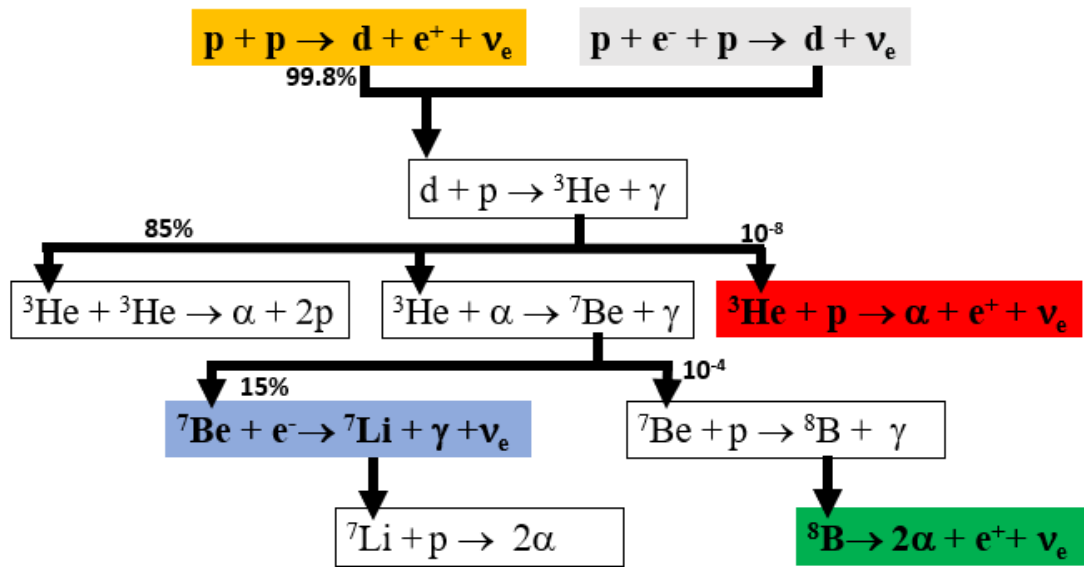 p + p → d + e⁺ + νₑ
p + e⁻ + p → d + νₑ
99.8%
d + p → ³He + γ
85%
10⁻⁸
³He + ³He → α + 2p
³He + α → ⁷Be + γ
³He + p → α + e⁺ + νₑ
15%
10⁻⁴
⁷Be + e⁻→ ⁷Li + γ +νₑ
⁷Be + p → ⁸B + γ
⁷Li + p → 2α
⁸B→ 2α + e⁺ + νₑ